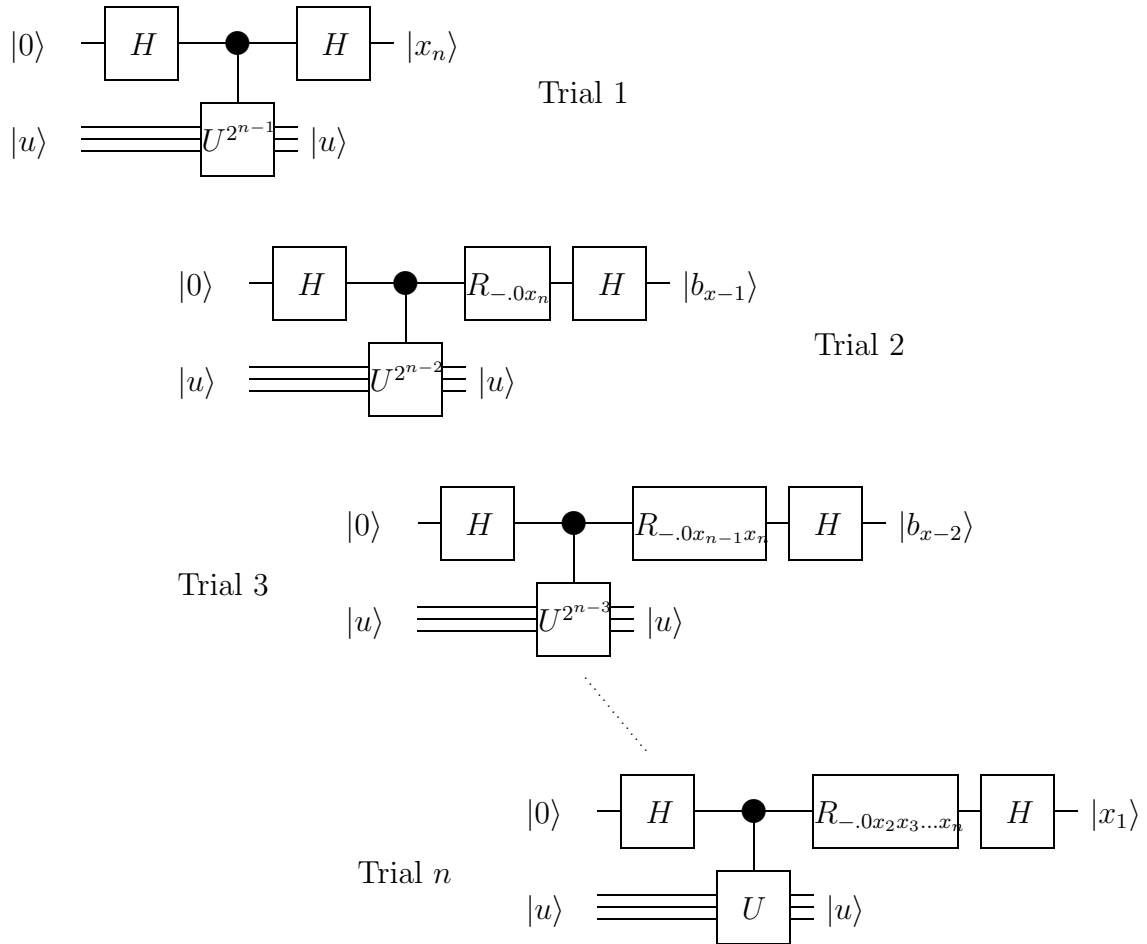 |0⟩ H H |x_n⟩
Trial 1
|u⟩ U^{2^{n-1}} |u⟩
|0⟩ H R_{-.0x_n} H |b_{x-1}⟩
Trial 2
|u⟩ U^{2^{n-2}} |u⟩
|0⟩ H R_{-.0x_{n-1}x_n} H |b_{x-2}⟩
Trial 3
|u⟩ U^{2^{n-3}} |u⟩
|0⟩ H R_{-.0x_2x_3...x_n} H |x_1⟩
Trial n
|u⟩ U |u⟩